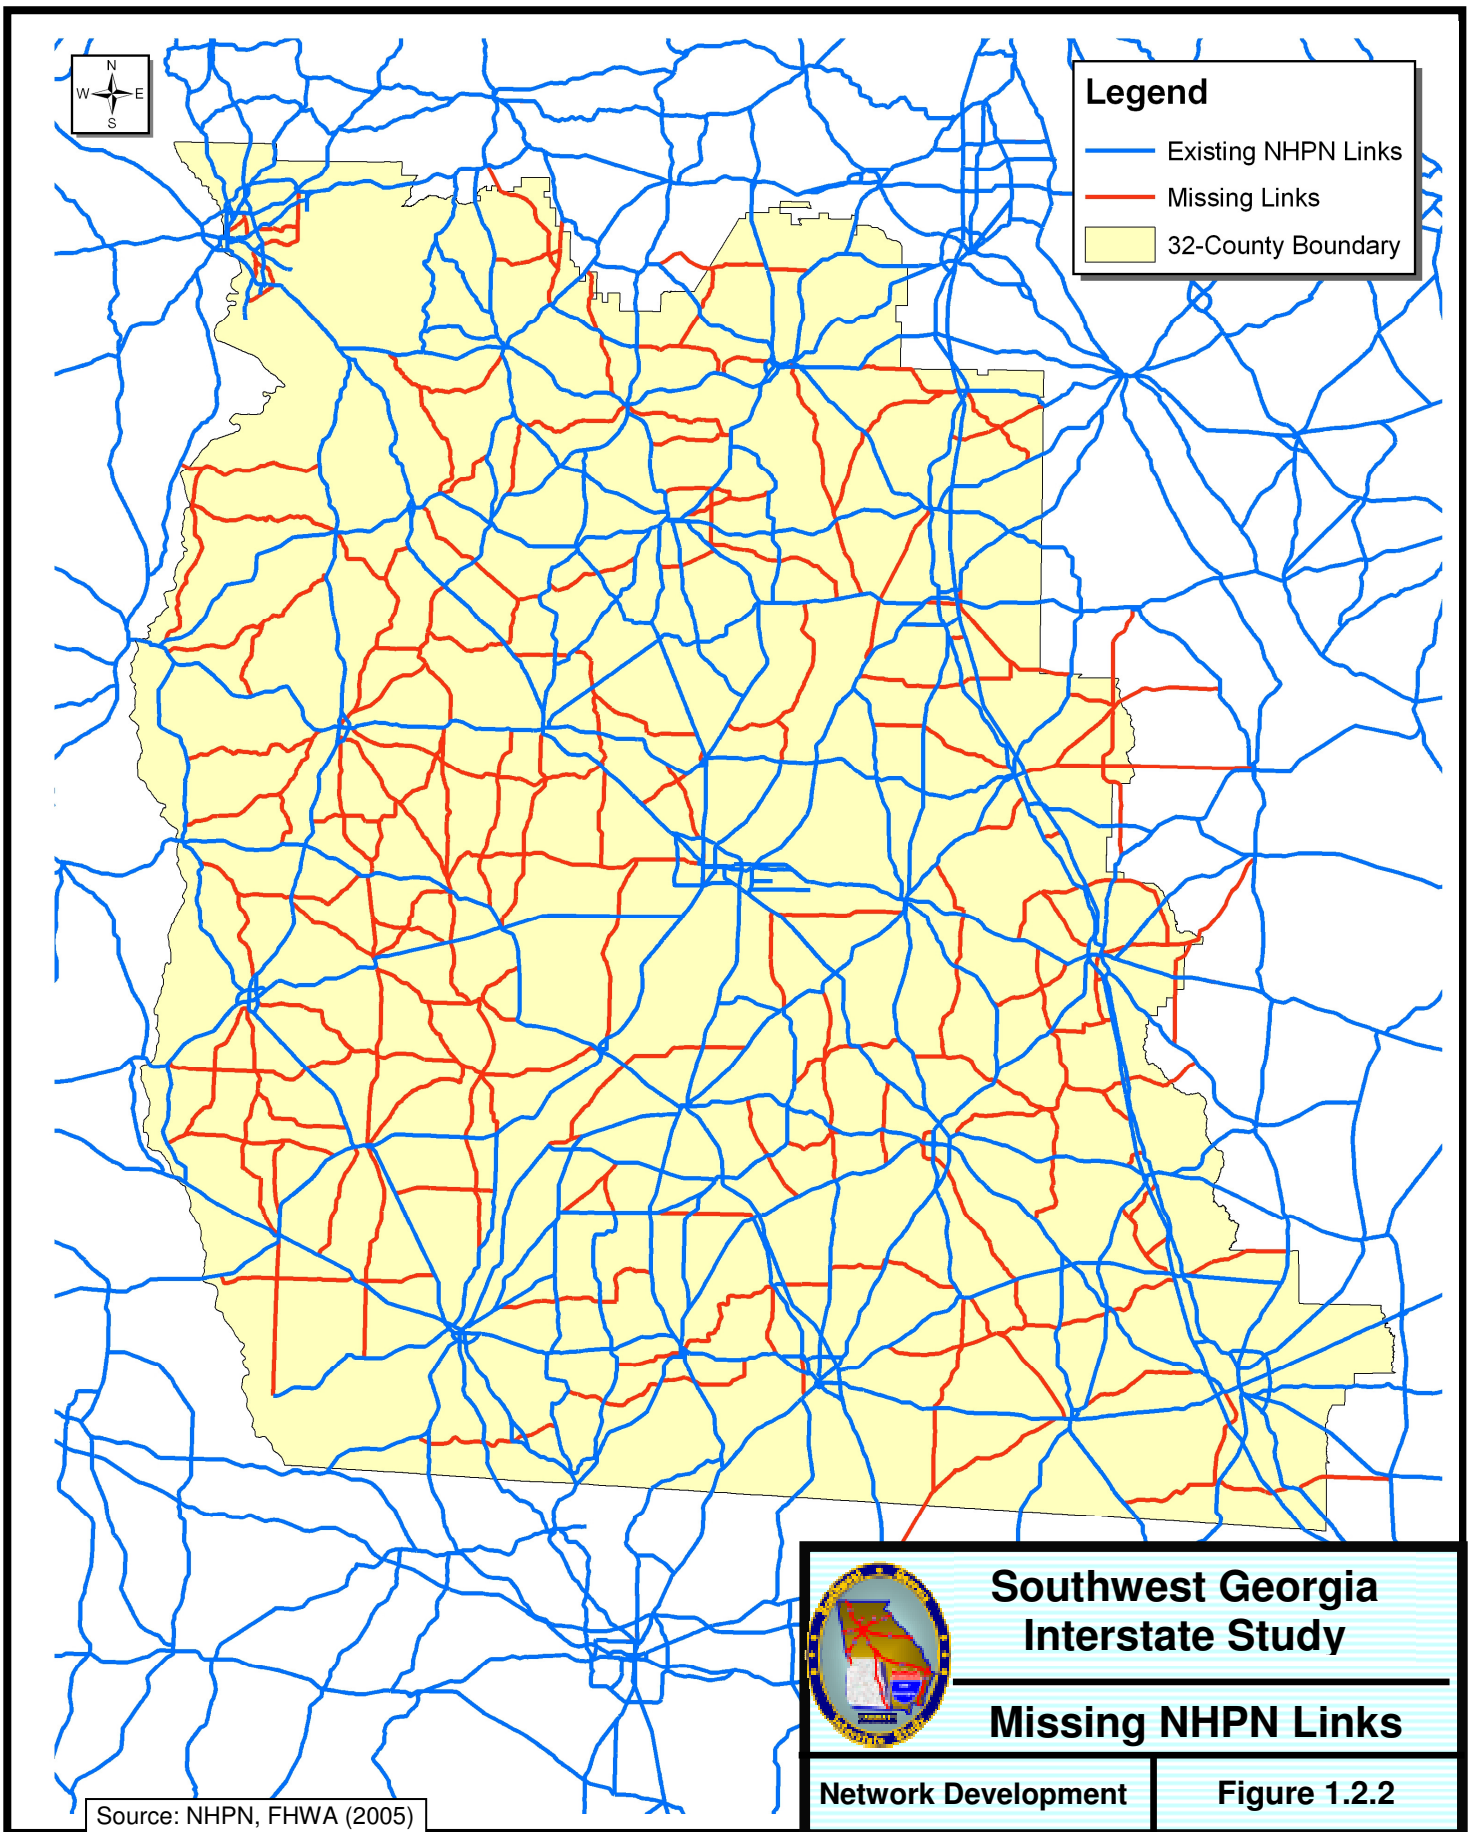 N
W E
S
Legend
Existing NHPN Links
Missing Links
32-County Boundary
Southwest Georgia
Interstate Study
Missing NHPN Links
Network Development
Figure 1.2.2
Source: NHPN, FHWA (2005)